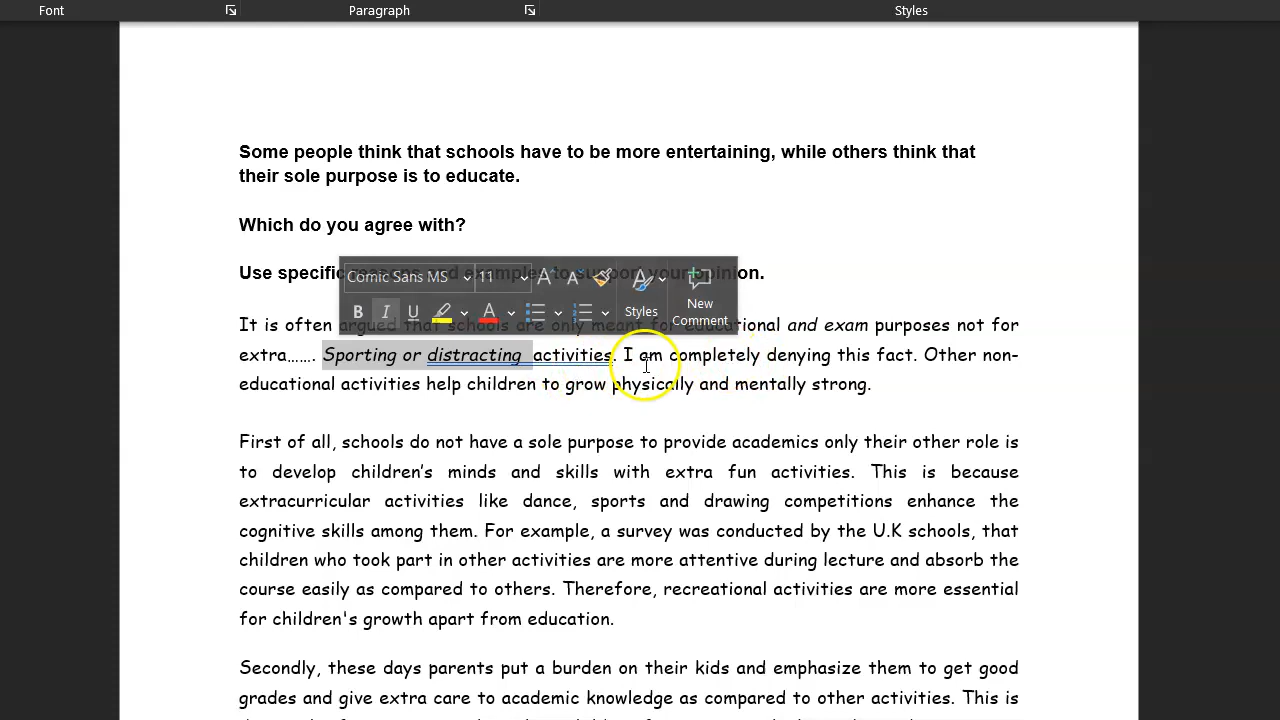 Font Paragraph Styles
Some people think that schools have to be more entertaining, while others think that
their sole purpose is to educate.
Which do you agree with?
Use specific reasons and examples to support your opinion.
Comic Sans MS 11
B I U A Styles New
Comment
It is often argued that schools are only meant for educational and exam purposes not for
extra……. Sporting or distracting activities. I am completely denying this fact. Other non-
educational activities help children to grow physically and mentally strong.
First of all, schools do not have a sole purpose to provide academics only their other role is
to develop children’s minds and skills with extra fun activities. This is because
extracurricular activities like dance, sports and drawing competitions enhance the
cognitive skills among them. For example, a survey was conducted by the U.K schools, that
children who took part in other activities are more attentive during lecture and absorb the
course easily as compared to others. Therefore, recreational activities are more essential
for children's growth apart from education.
Secondly, these days parents put a burden on their kids and emphasize them to get good
grades and give extra care to academic knowledge as compared to other activities. This is